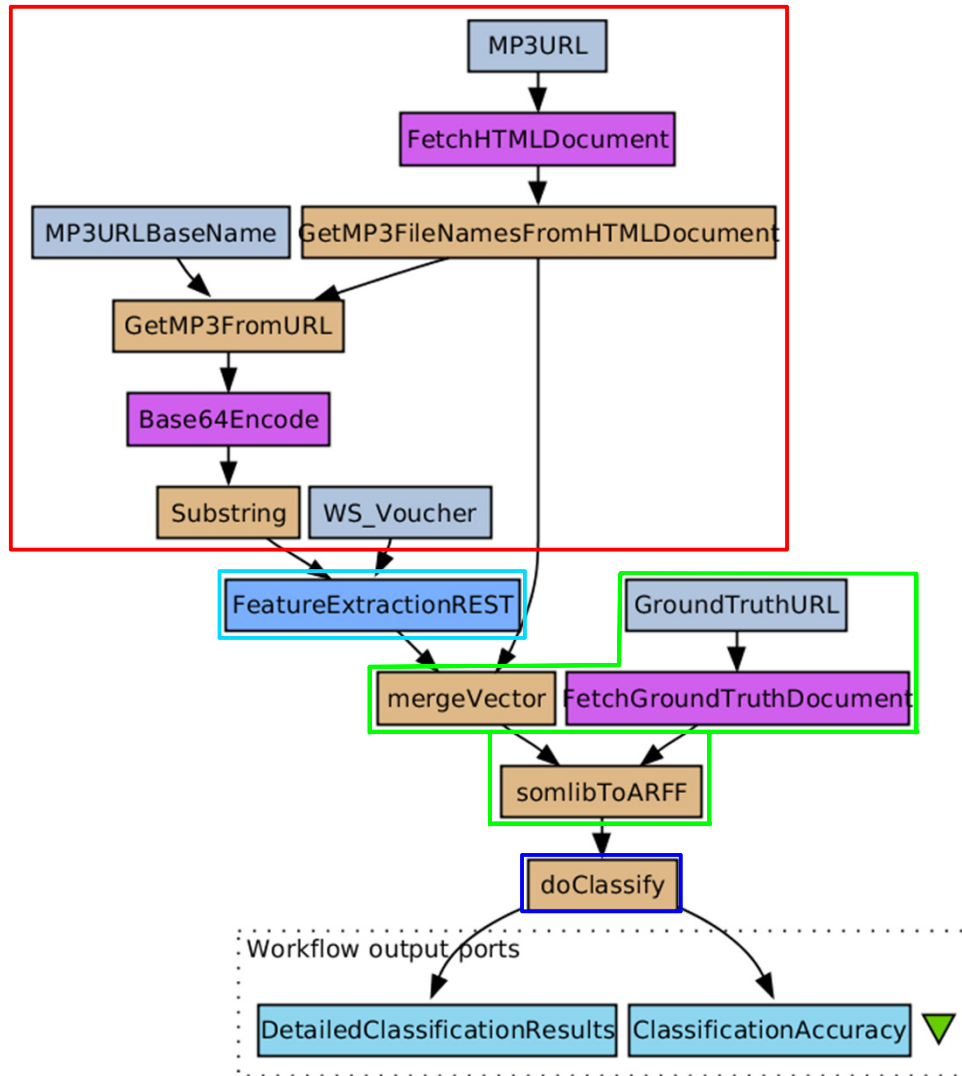 MP3URL
FetchHTMLDocument
MP3URLBaseName
GetMP3FileNamesFromHTMLDocument
GetMP3FromURL
Base64Encode
Substring
WS_Voucher
FeatureExtractionREST
GroundTruthURL
mergeVector
FetchGroundTruthDocument
somlibToARFF
doClassify
Workflow output ports
DetailedClassificationResults
ClassificationAccuracy